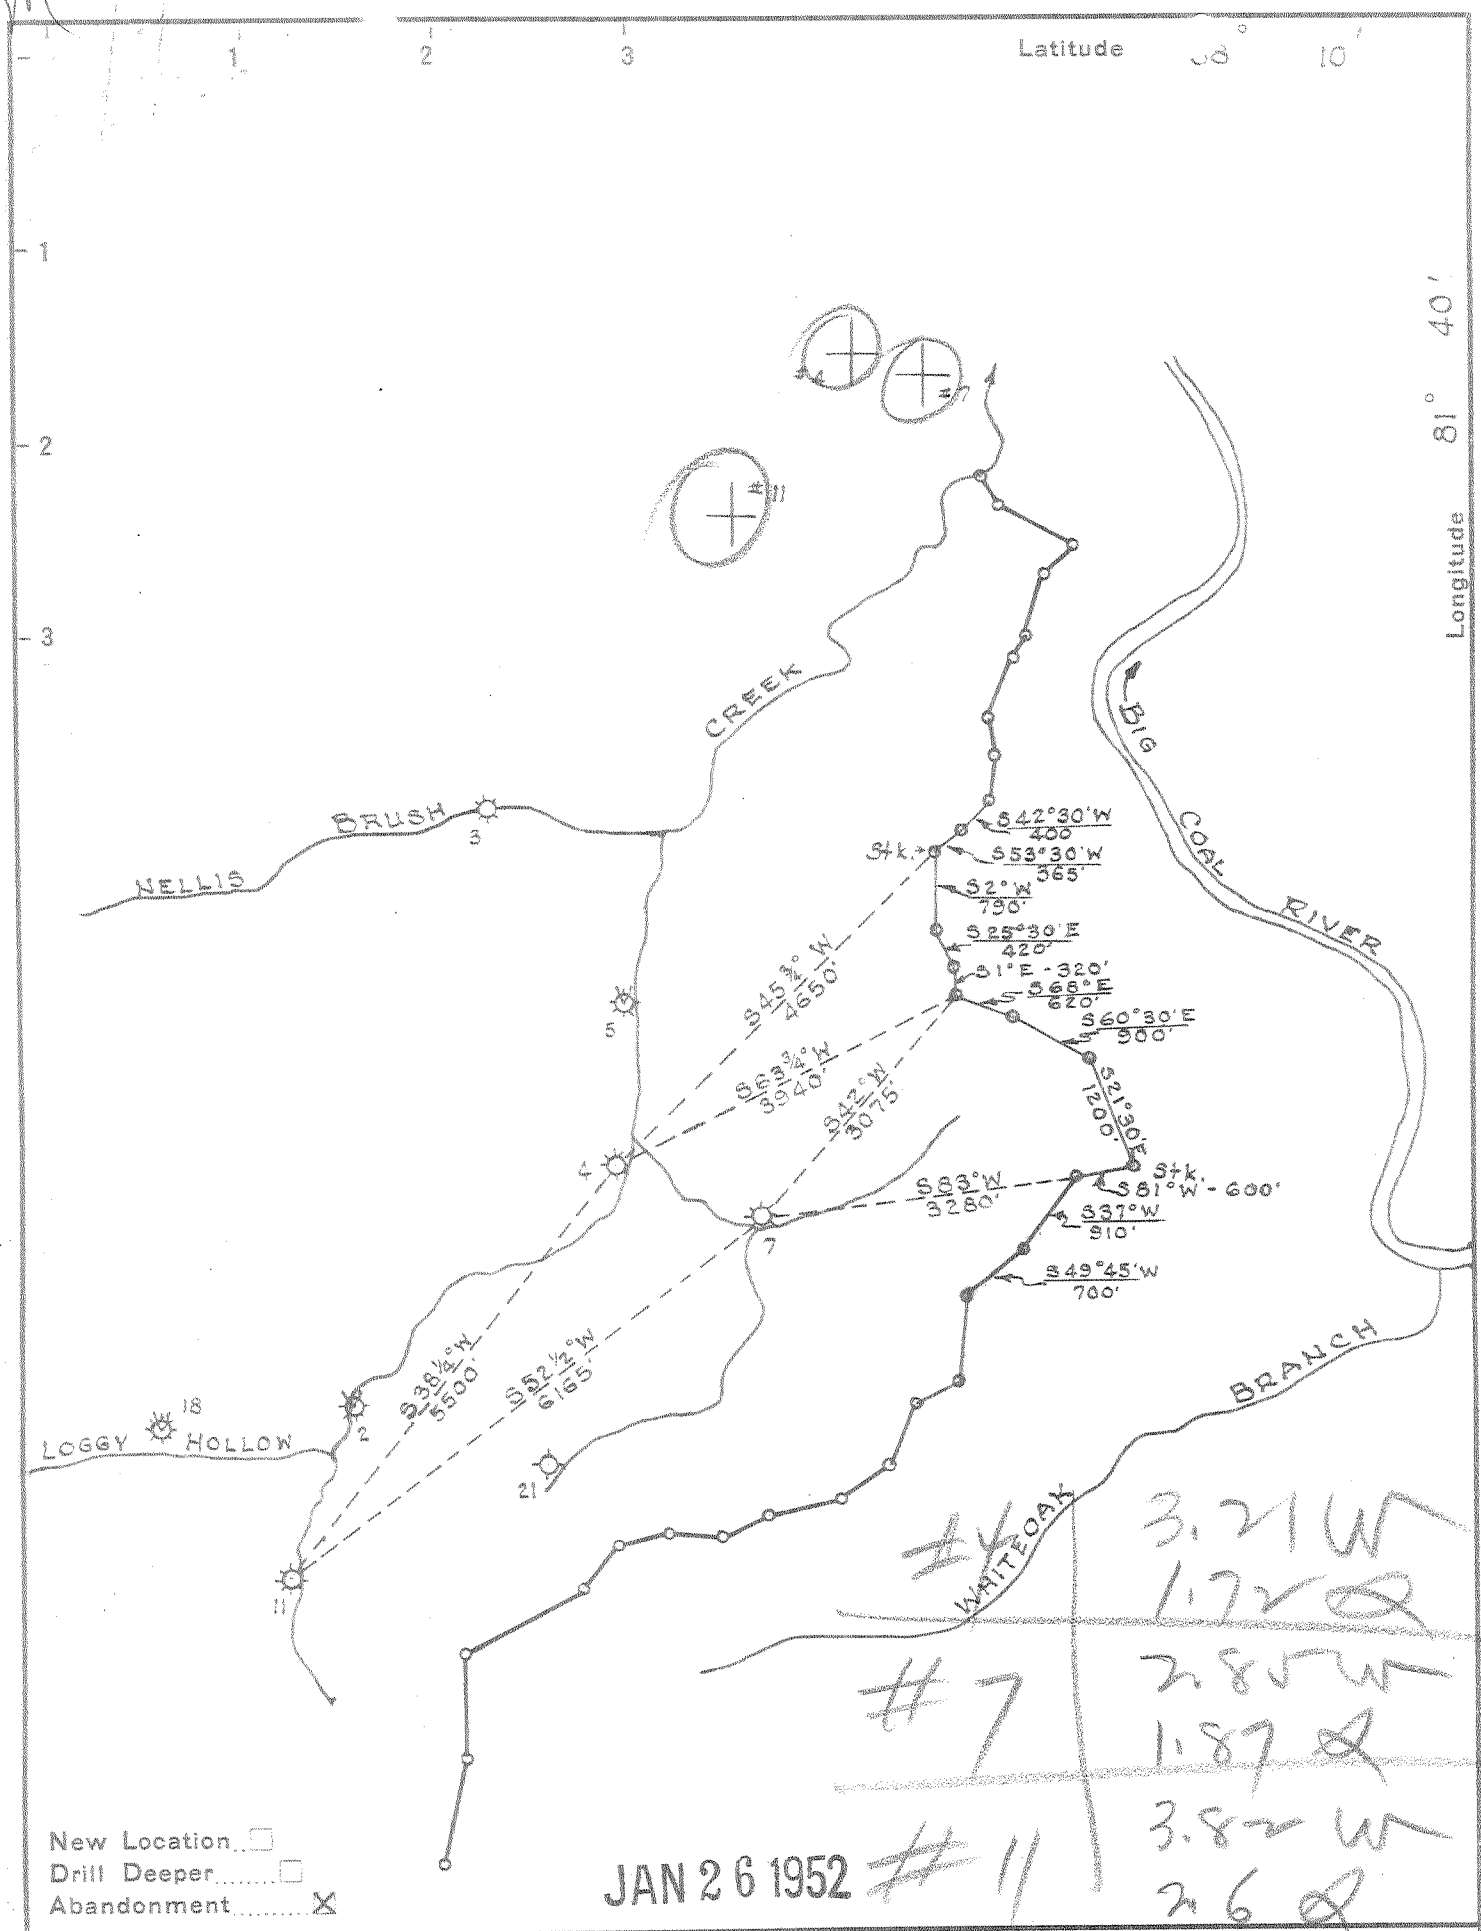 1 2 3 Latitude 38° 10'
1
2
3
Longitude 81° 40'
#4
#7
#11
CREEK
BRUSH
3
NELLIS
BIG
COAL
RIVER
S42°30'W
400'
Stk.
S53°30'W
365'
S2°W
790'
S25°30'E
420'
S1°E - 320'
S68°E
620'
S60°30'E
900'
S21°30'E
1200'
Stk.
S81°W - 600'
S37°W
910'
S49°45'W
700'
5
S45¾°W
4650'
S63¾°W
3940'
S42°W
3075'
4
S83°W
3280'
7
S38¼°W
5500'
S52½°W
6165'
18
2
LOGGY HOLLOW
21
11
BRANCH
WHITEOAK
#4 3.21 W
1.72 S
#7 2.85 W
1.87 S
#11 3.82 W
2.6 S
New Location
Drill Deeper
Abandonment X
JAN 26 1952